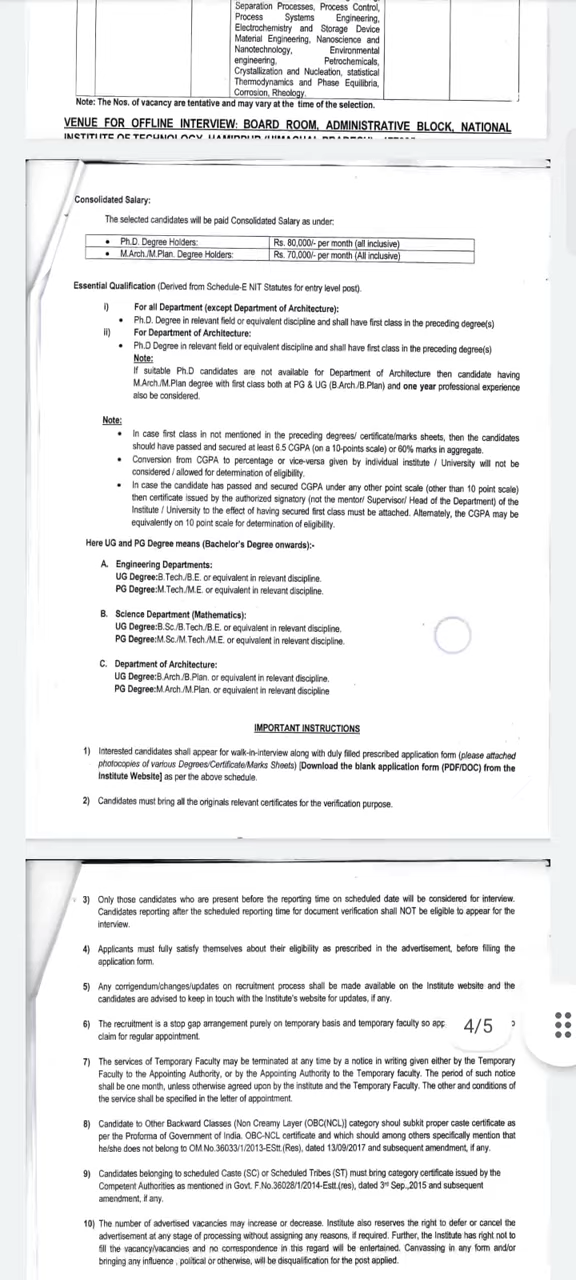 Separation Processes, Process Control,
Process Systems Engineering,
Electrochemistry and Storage Device
Material Engineering, Nanoscience and
Nanotechnology, Environmental
engineering, Petrochemicals,
Crystallization and Nucleation, statistical
Thermodynamics and Phase Equilibria,
Corrosion, Rheology.
Note: The Nos. of vacancy are tentative and may vary at the time of the selection.
VENUE FOR OFFLINE INTERVIEW: BOARD ROOM, ADMINISTRATIVE BLOCK, NATIONAL
Consolidated Salary:
The selected candidates will be paid Consolidated Salary as under:
• Ph.D. Degree Holders: Rs. 80,000/- per month (all inclusive)
• M.Arch./M.Plan. Degree Holders: Rs. 70,000/- per month (All inclusive)
Essential Qualification (Derived from Schedule-E NIT Statutes for entry level post).
i) For all Department (except Department of Architecture):
• Ph.D. Degree in relevant field or equivalent discipline and shall have first class in the preceding degree(s)
ii) For Department of Architecture:
• Ph.D Degree in relevant field or equivalent discipline and shall have first class in the preceding degree(s)
Note:
If suitable Ph.D candidates are not available for Department of Architecture then candidate having
M.Arch./M.Plan degree with first class both at PG & UG (B.Arch./B.Plan) and one year professional experience
also be considered.
Note:
• In case first class in not mentioned in the preceding degrees/ certificate/marks sheets, then the candidates
should have passed and secured at least 6.5 CGPA (on a 10-points scale) or 60% marks in aggregate.
• Conversion from CGPA to percentage or vice-versa given by individual institute / University will not be
considered / allowed for determination of eligibility.
• In case the candidate has passed and secured CGPA under any other point scale (other than 10 point scale)
then certificate issued by the authorized signatory (not the mentor/ Supervisor/ Head of the Department) of the
Institute / University to the effect of having secured first class must be attached. Alternately, the CGPA may be
equivalently on 10 point scale for determination of eligibility.
Here UG and PG Degree means (Bachelor's Degree onwards):-
A. Engineering Departments:
UG Degree:B.Tech./B.E. or equivalent in relevant discipline.
PG Degree:M.Tech./M.E. or equivalent in relevant discipline.
B. Science Department (Mathematics):
UG Degree:B.Sc./B.Tech./B.E. or equivalent in relevant discipline.
PG Degree:M.Sc./M.Tech./M.E. or equivalent in relevant discipline.
C. Department of Architecture:
UG Degree:B.Arch./B.Plan. or equivalent in relevant discipline.
PG Degree:M.Arch./M.Plan. or equivalent in relevant discipline
IMPORTANT INSTRUCTIONS
1) Interested candidates shall appear for walk-in-interview along with duly filled prescribed application form (please attached
photocopies of various Degrees/Certificate/Marks Sheets) [Download the blank application form (PDF/DOC) from the
Institute Website] as per the above schedule.
2) Candidates must bring all the originals relevant certificates for the verification purpose.
3) Only those candidates who are present before the reporting time on scheduled date will be considered for interview.
Candidates reporting after the scheduled reporting time for document verification shall NOT be eligible to appear for the
interview.
4) Applicants must fully satisfy themselves about their eligibility as prescribed in the advertisement, before filling the
application form.
5) Any corrigendum/changes/updates on recruitment process shall be made available on the Institute website and the
candidates are advised to keep in touch with the Institute's website for updates, if any.
6) The recruitment is a stop gap arrangement purely on temporary basis and temporary faculty so app
claim for regular appointment.
4/5
7) The services of Temporary Faculty may be terminated at any time by a notice in writing given either by the Temporary
Faculty to the Appointing Authority, or by the Appointing Authority to the Temporary faculty. The period of such notice
shall be one month, unless otherwise agreed upon by the institute and the Temporary Faculty. The other and conditions of
the service shall be specified in the letter of appointment.
8) Candidate to Other Backward Classes (Non Creamy Layer (OBC(NCL)] category shoul subkit proper caste certificate as
per the Proforma of Government of India. OBC-NCL certificate and which should among others specifically mention that
he/she does not belong to OM No.36033/1/2013-EStt.(Res), dated 13/09/2017 and subsequent amendment, if any.
9) Candidates belonging to scheduled Caste (SC) or Scheduled Tribes (ST) must bring category certificate issued by the
Competent Authorities as mentioned in Govt. F.No.36028/1/2014-Estt.(res), dated 3rd Sep.,2015 and subsequent
amendment, if any.
10) The number of advertised vacancies may increase or decrease. Institute also reserves the right to defer or cancel the
advertisement at any stage of processing without assigning any reasons, if required. Further, the Institute has right not to
fill the vacancy/vacancies and no correspondence in this regard will be entertained. Canvassing in any form and/or
bringing any influence , political or otherwise, will be disqualification for the post applied.